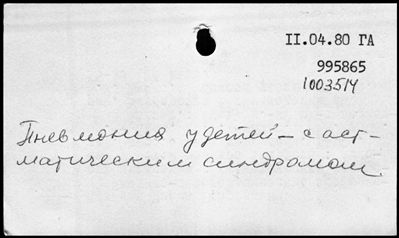 II.04.80 ГА
995865
1003514
Пневмония у детей – с аст-
матическим синдромом